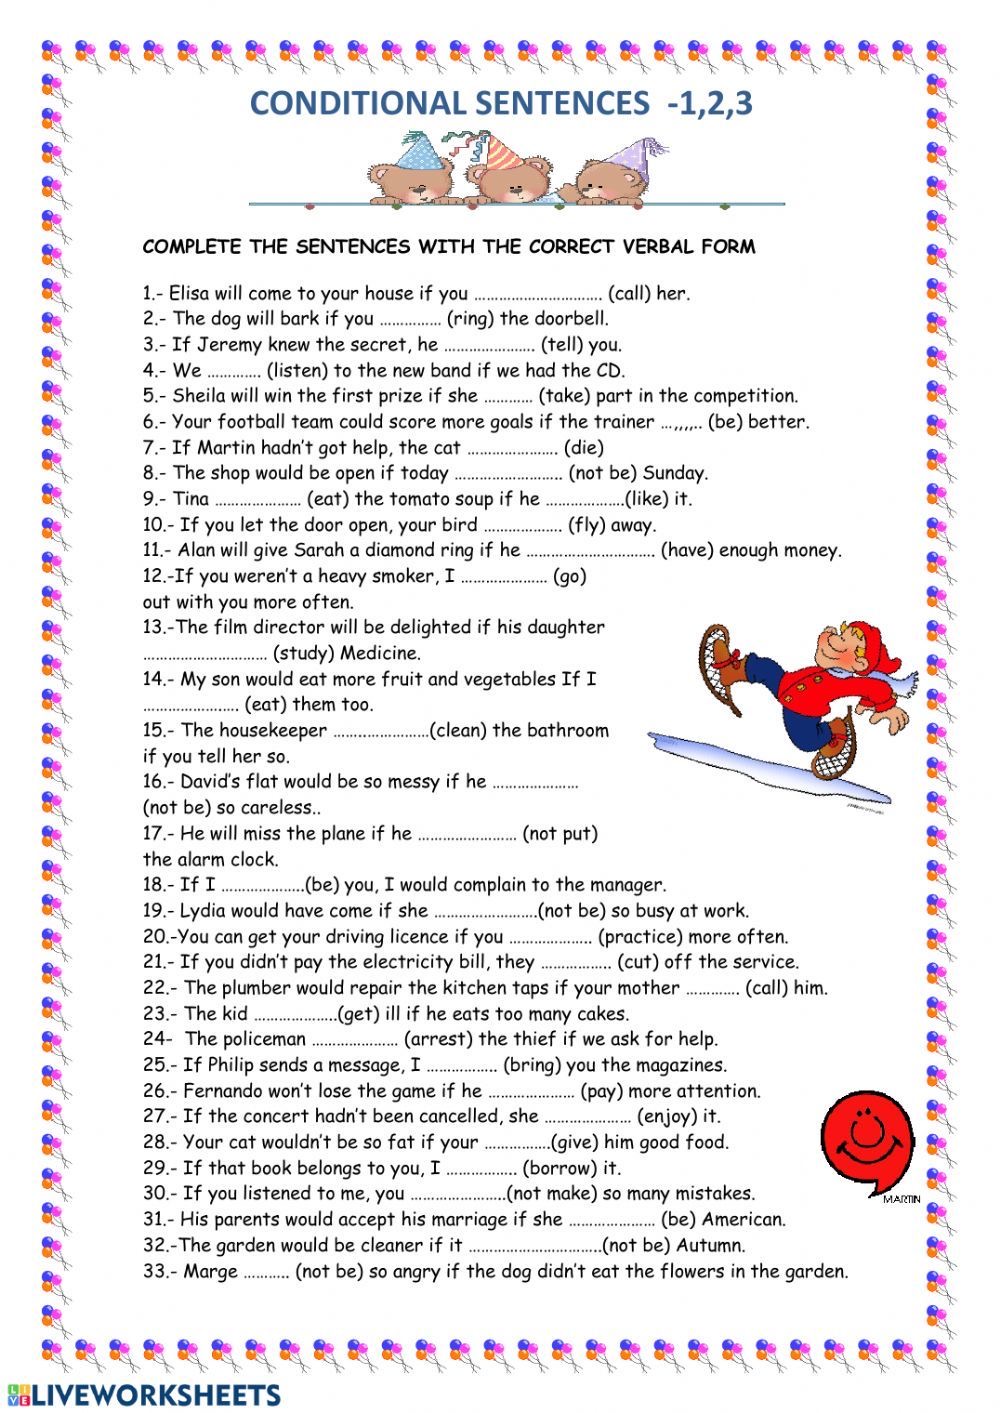 CONDITIONAL SENTENCES -1,2,3
COMPLETE THE SENTENCES WITH THE CORRECT VERBAL FORM
1.- Elisa will come to your house if you …………………………. (call) her.
2.- The dog will bark if you …………… (ring) the doorbell.
3.- If Jeremy knew the secret, he …………………. (tell) you.
4.- We …………. (listen) to the new band if we had the CD.
5.- Sheila will win the first prize if she ………… (take) part in the competition.
6.- Your football team could score more goals if the trainer …,,,,.. (be) better.
7.- If Martin hadn’t got help, the cat …………………. (die)
8.- The shop would be open if today …………………….. (not be) Sunday.
9.- Tina ………………… (eat) the tomato soup if he ……………….(like) it.
10.- If you let the door open, your bird ………………. (fly) away.
11.- Alan will give Sarah a diamond ring if he …………………………. (have) enough money.
12.-If you weren’t a heavy smoker, I ………………… (go)
out with you more often.
13.-The film director will be delighted if his daughter
………………………… (study) Medicine.
14.- My son would eat more fruit and vegetables If I
………………..… (eat) them too.
15.- The housekeeper ……..……………(clean) the bathroom
if you tell her so.
16.- David’s flat would be so messy if he …………………
(not be) so careless..
17.- He will miss the plane if he …………………… (not put)
the alarm clock.
18.- If I ………………..(be) you, I would complain to the manager.
19.- Lydia would have come if she …………………….(not be) so busy at work.
20.-You can get your driving licence if you ……………….. (practice) more often.
21.- If you didn’t pay the electricity bill, they …………….. (cut) off the service.
22.- The plumber would repair the kitchen taps if your mother …………. (call) him.
23.- The kid ………………..(get) ill if he eats too many cakes.
24- The policeman ………………… (arrest) the thief if we ask for help.
25.- If Philip sends a message, I …………….. (bring) you the magazines.
26.- Fernando won’t lose the game if he ………………… (pay) more attention.
27.- If the concert hadn’t been cancelled, she ………………… (enjoy) it.
28.- Your cat wouldn’t be so fat if your …………….(give) him good food.
29.- If that book belongs to you, I …………….. (borrow) it.
30.- If you listened to me, you …………………..(not make) so many mistakes.
31.- His parents would accept his marriage if she ………………… (be) American.
32.-The garden would be cleaner if it …………………………..(not be) Autumn.
33.- Marge ……….. (not be) so angry if the dog didn’t eat the flowers in the garden.
MARTIN
LIVE LIVEWORKSHEETS